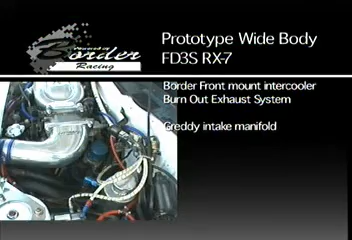 Border
Racing
Prototype Wide Body
FD3S RX-7
Border Front mount intercooler
Burn Out Exhaust System
Greddy intake manifold